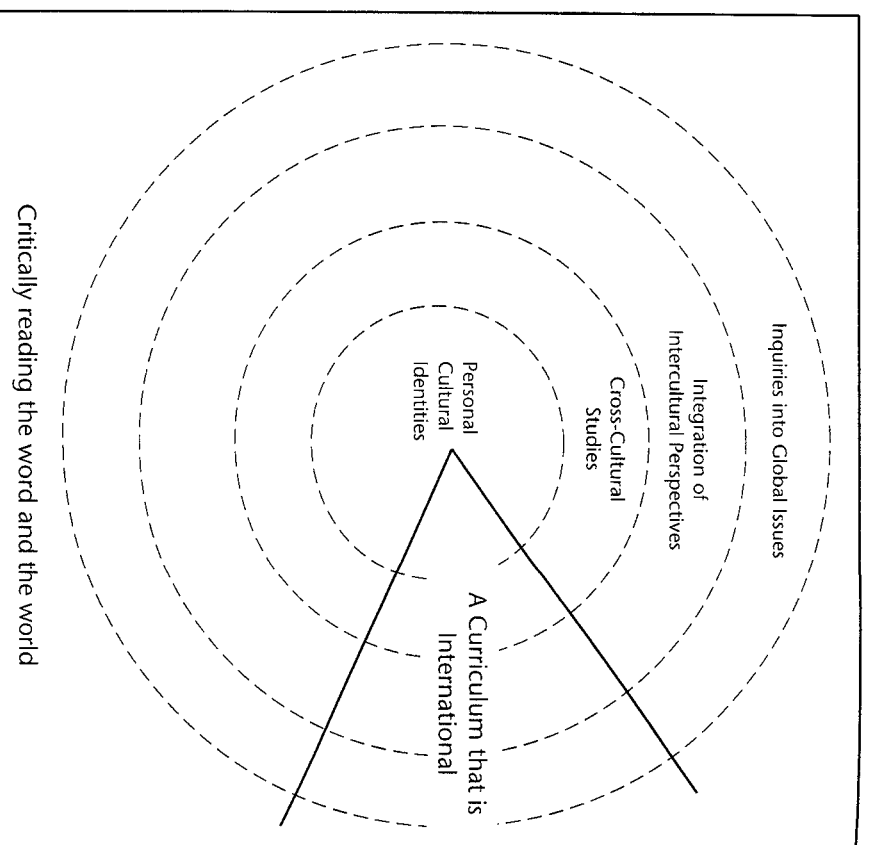 Inquiries into Global Issues
Integration of
Intercultural Perspectives
Cross-Cultural
Studies
Personal
Cultural
Identities
A Curriculum that is
International
Critically reading the word and the world